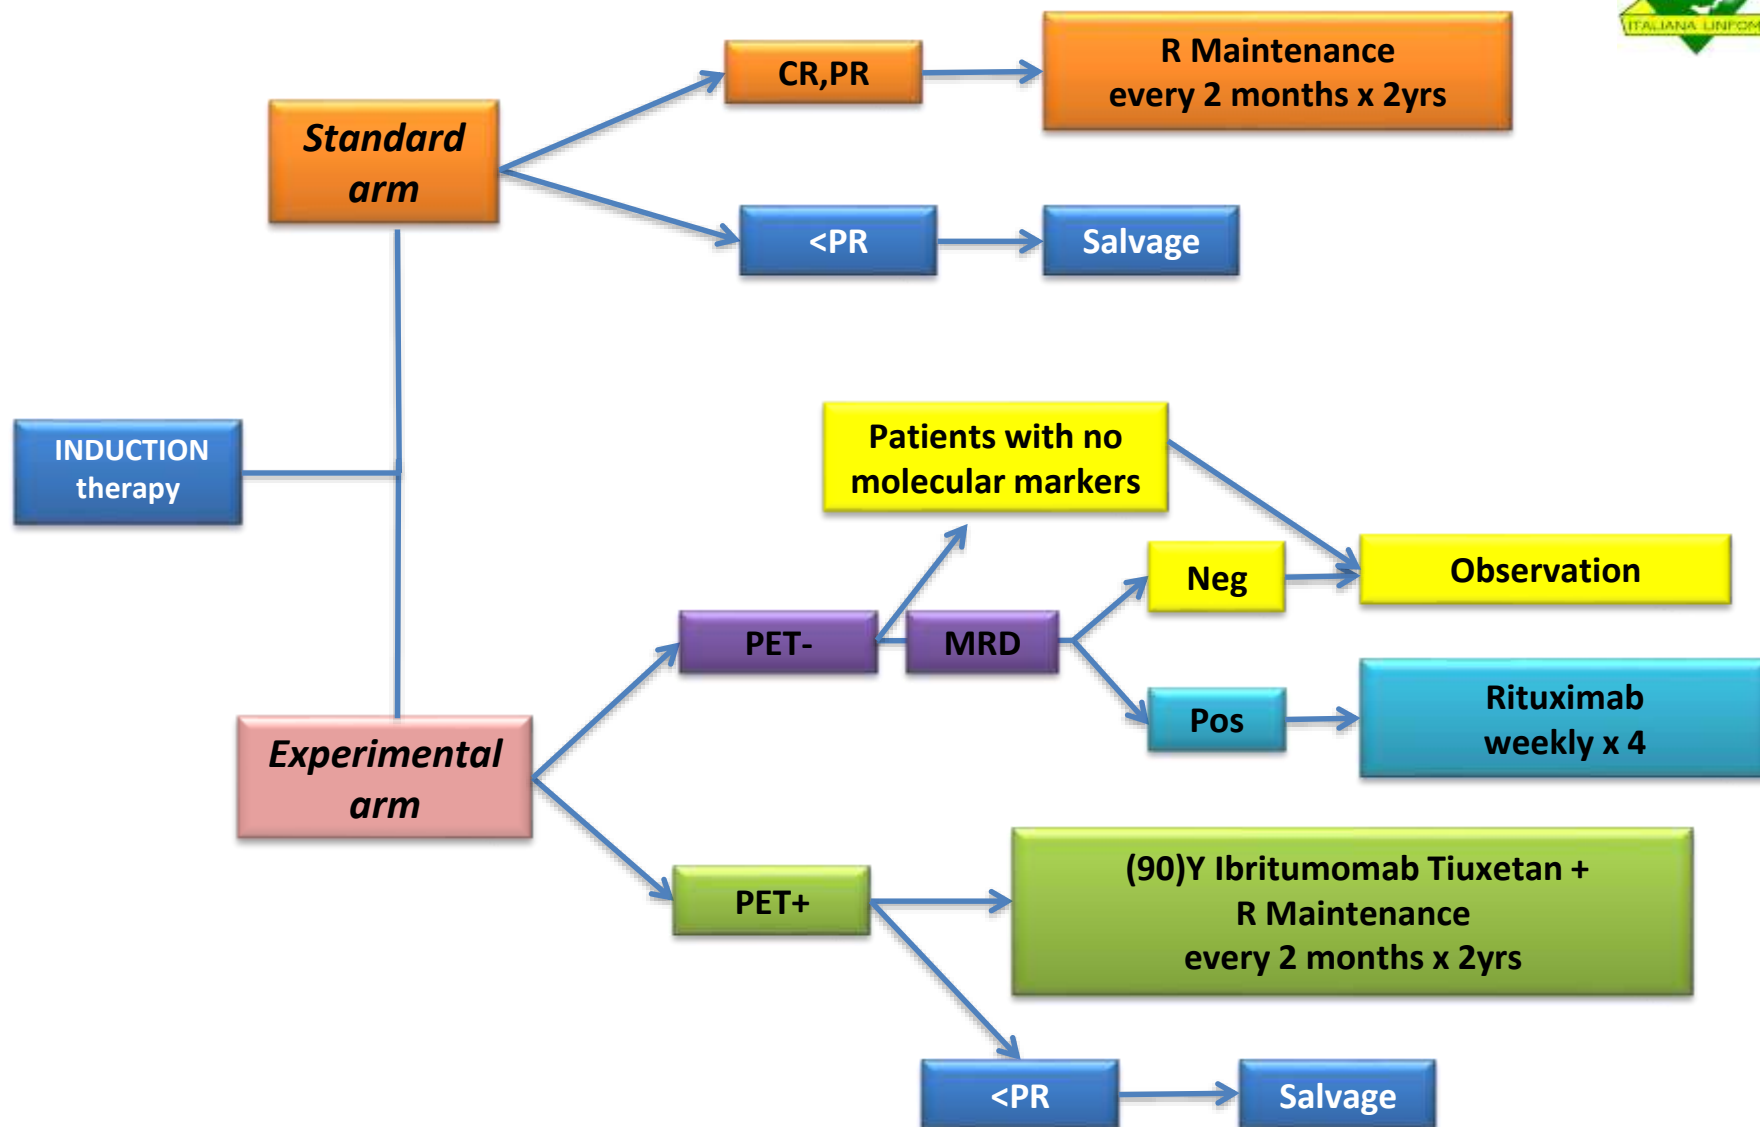 ITALIANA LINFOM
CR,PR
R Maintenance
every 2 months x 2yrs
Standard
arm
<PR
Salvage
INDUCTION
therapy
Patients with no
molecular markers
Neg
Observation
PET-
MRD
Pos
Rituximab
weekly x 4
Experimental
arm
PET+
(90)Y Ibritumomab Tiuxetan +
R Maintenance
every 2 months x 2yrs
<PR
Salvage